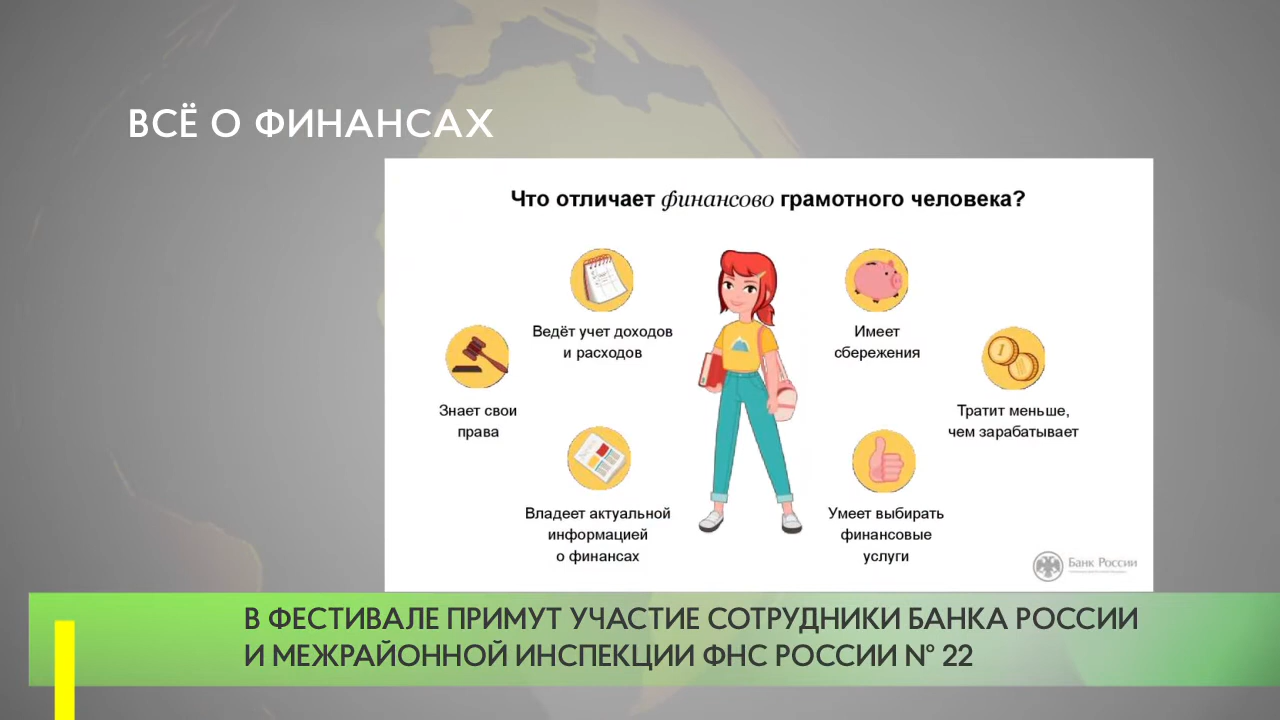 ВСЁ О ФИНАНСАХ
Что отличает финансово грамотного человека?
Ведёт учет доходов
и расходов
Имеет
сбережения
Знает свои
права
Тратит меньше,
чем зарабатывает
Владеет актуальной
информацией
о финансах
Умеет выбирать
финансовые
услуги
Банк России
В ФЕСТИВАЛЕ ПРИМУТ УЧАСТИЕ СОТРУДНИКИ БАНКА РОССИИ
И МЕЖРАЙОННОЙ ИНСПЕКЦИИ ФНС РОССИИ № 22